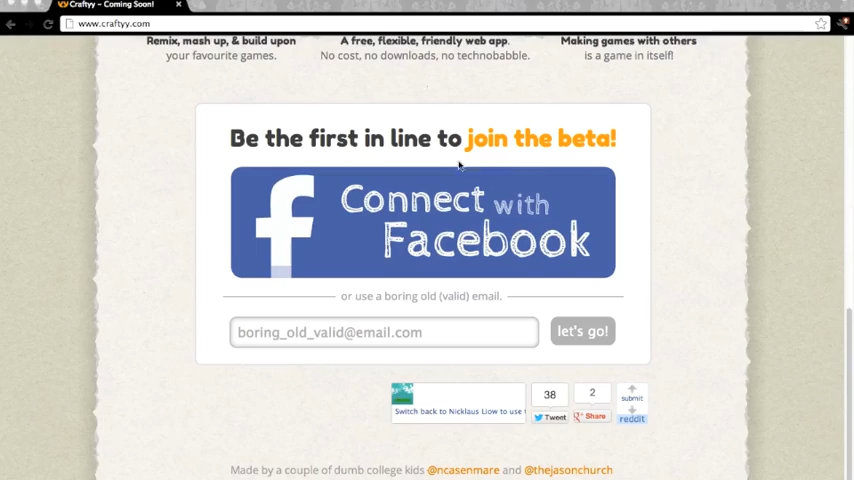 Craftyy – Coming Soon!
www.craftyy.com
Remix, mash up, & build upon
your favourite games.
A free, flexible, friendly web app.
No cost, no downloads, no technobabble.
Making games with others
is a game in itself!
Be the first in line to join the beta!
f Connect with
Facebook
or use a boring old (valid) email.
boring_old_valid@email.com
let's go!
Switch back to Nicklaus Liow to use
38
Tweet
2
Share
submit
reddit
Made by a couple of dumb college kids @ncasenmare and @thejasonchurch